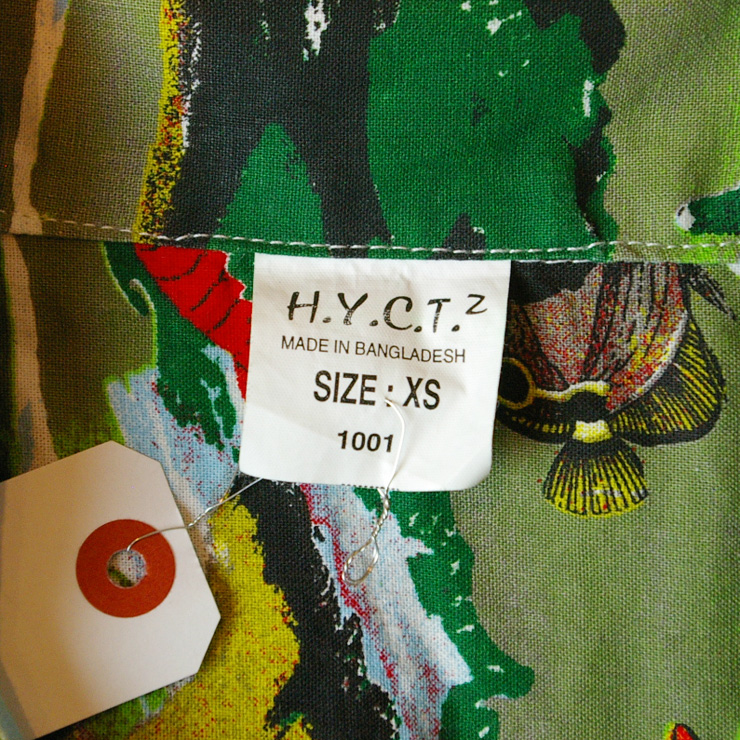 H.Y.C.T.²
MADE IN BANGLADESH
SIZE : XS
1001